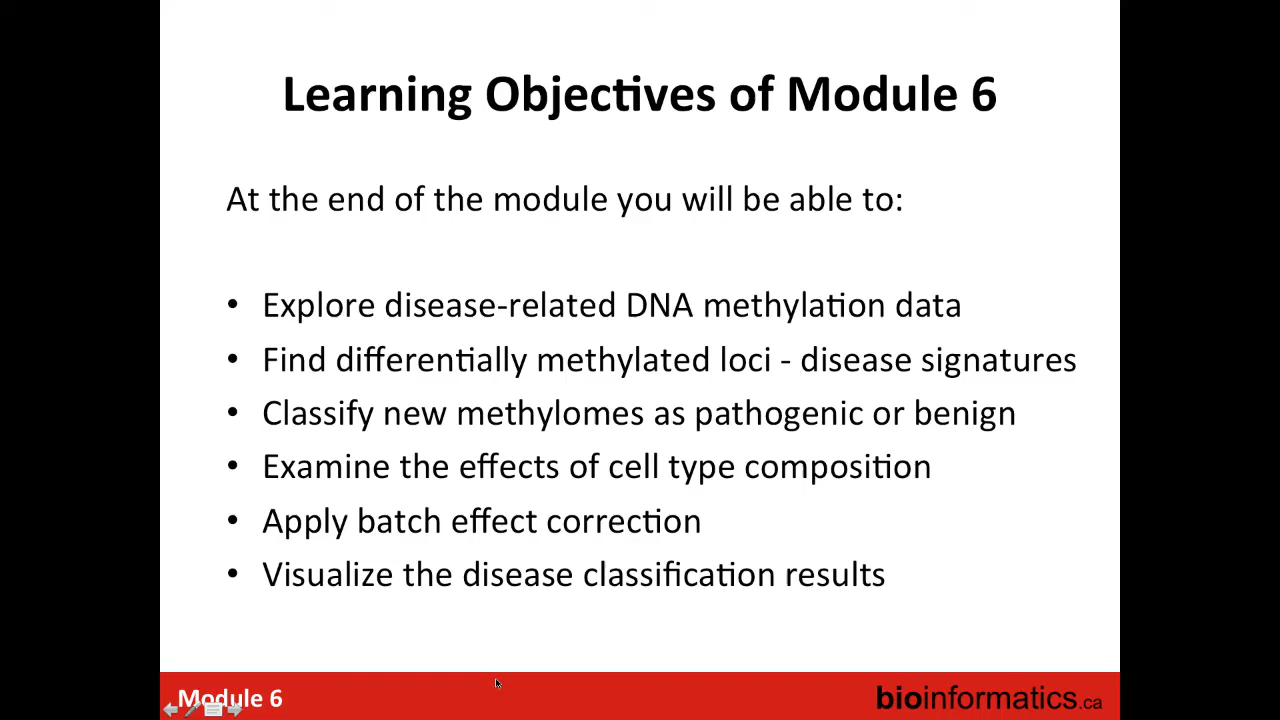 Learning Objectives of Module 6
At the end of the module you will be able to:
• Explore disease-related DNA methylation data
• Find differentially methylated loci - disease signatures
• Classify new methylomes as pathogenic or benign
• Examine the effects of cell type composition
• Apply batch effect correction
• Visualize the disease classification results
Module 6
bioinformatics.ca